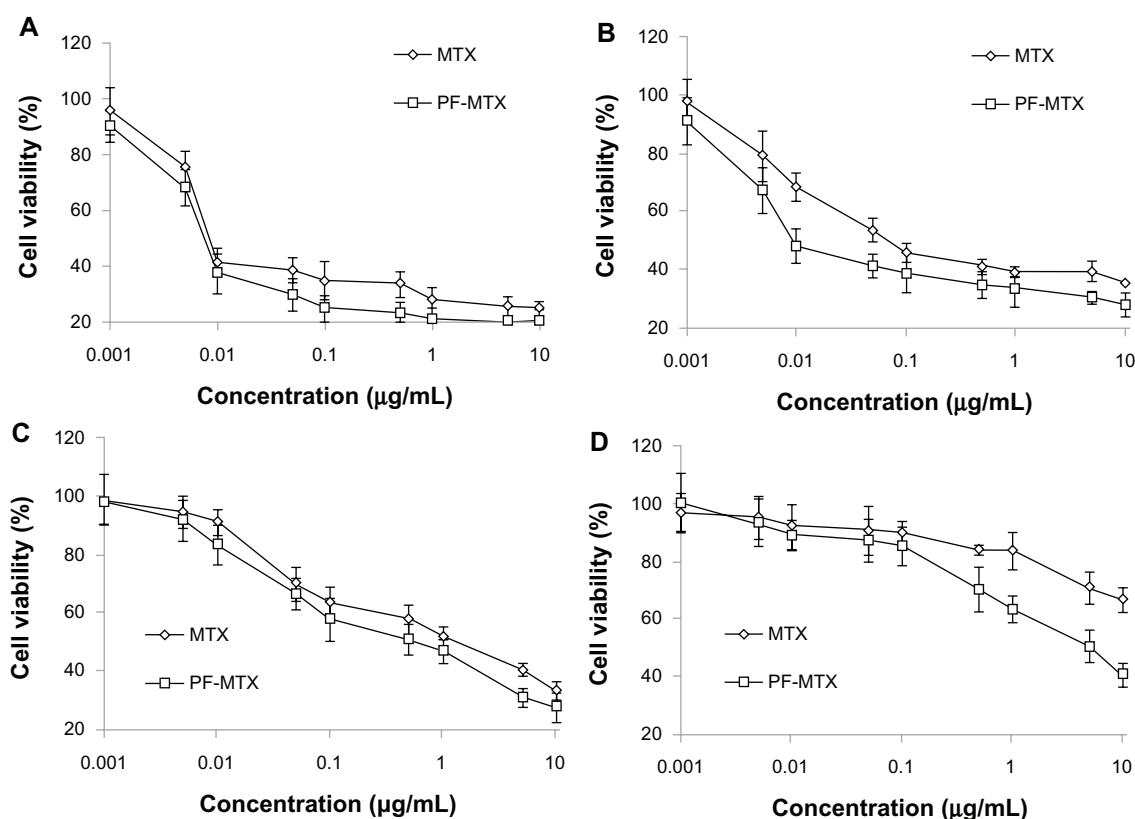 A
120
100
80
60
40
20
Cell viability (%)
MTX
PF-MTX
0.001 0.01 0.1 1 10
Concentration (μg/mL)
B
120
100
80
60
40
20
Cell viability (%)
MTX
PF-MTX
0.001 0.01 0.1 1 10
Concentration (μg/mL)
C
120
100
80
60
40
20
Cell viability (%)
MTX
PF-MTX
0.001 0.01 0.1 1 10
Concentration (μg/mL)
D
120
100
80
60
40
20
Cell viability (%)
MTX
PF-MTX
0.001 0.01 0.1 1 10
Concentration (μg/mL)